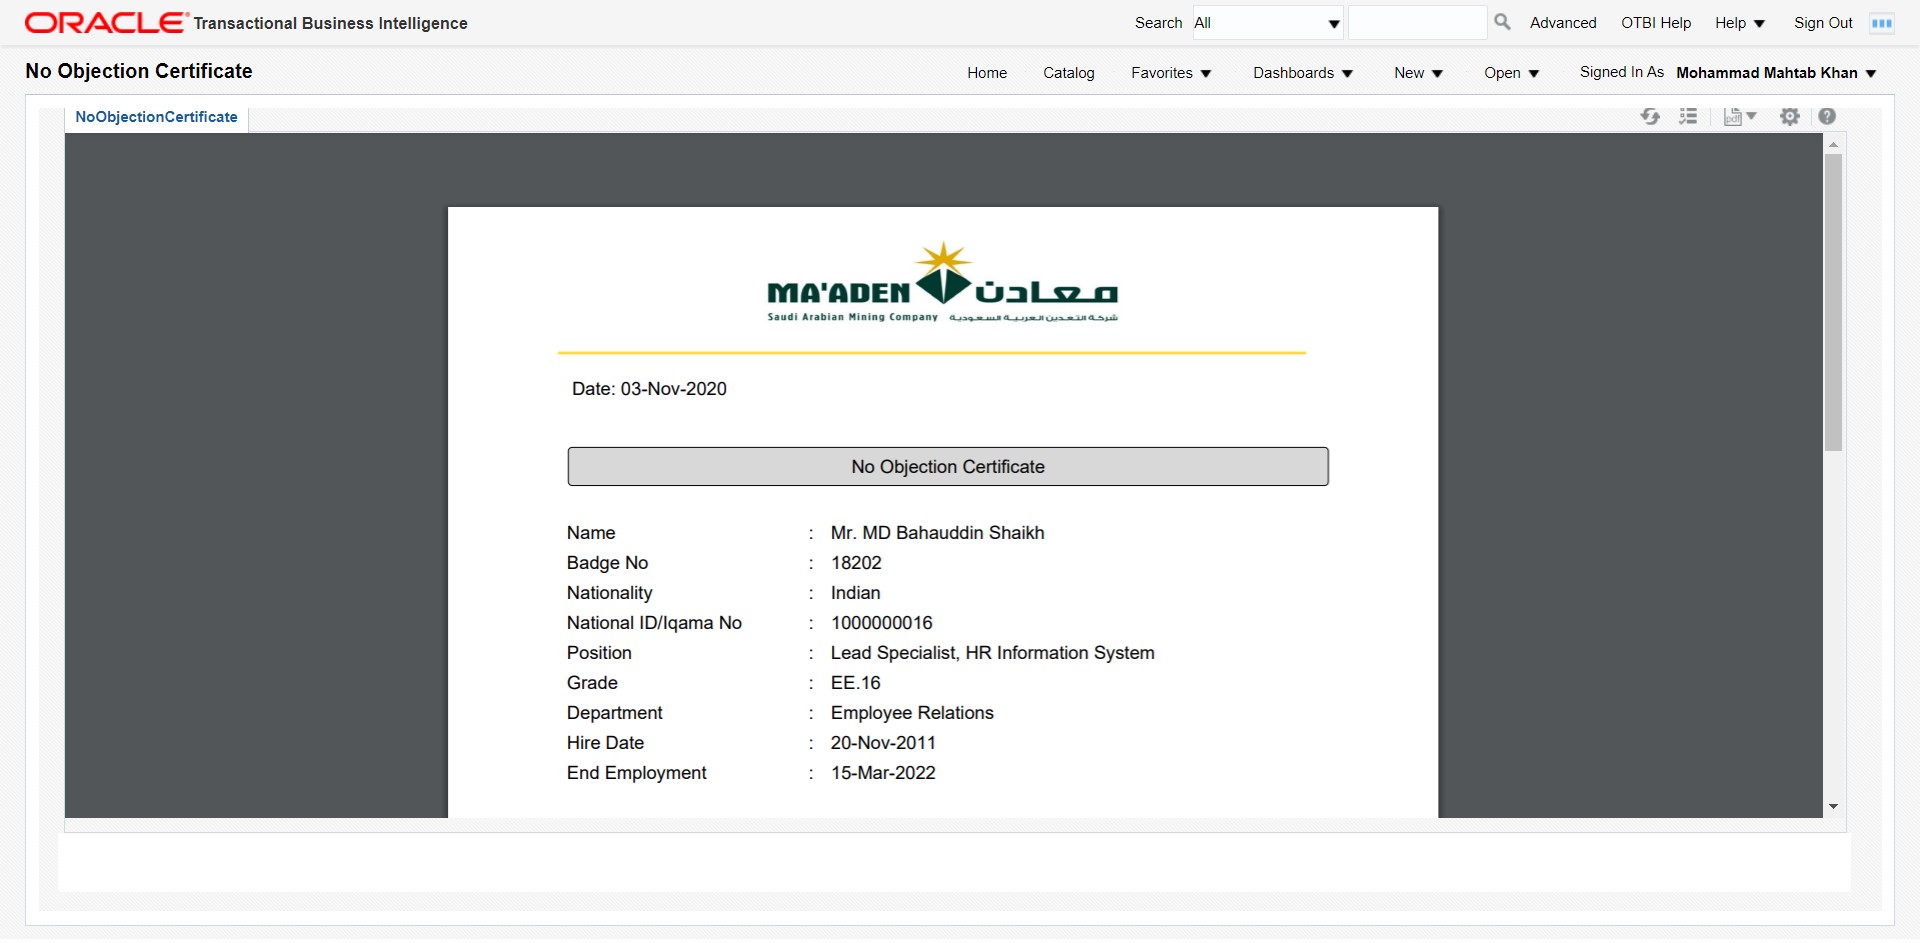 ORACLE Transactional Business Intelligence Search All Advanced OTBI Help Help Sign Out
No Objection Certificate Home Catalog Favorites Dashboards New Open Signed In As Mohammad Mahtab Khan
NoObjectionCertificate pdf
MA'ADEN معادن
Saudi Arabian Mining Company شركة التعدين العربية السعودية
Date: 03-Nov-2020
No Objection Certificate
Name : Mr. MD Bahauddin Shaikh
Badge No : 18202
Nationality : Indian
National ID/Iqama No : 1000000016
Position : Lead Specialist, HR Information System
Grade : EE.16
Department : Employee Relations
Hire Date : 20-Nov-2011
End Employment : 15-Mar-2022